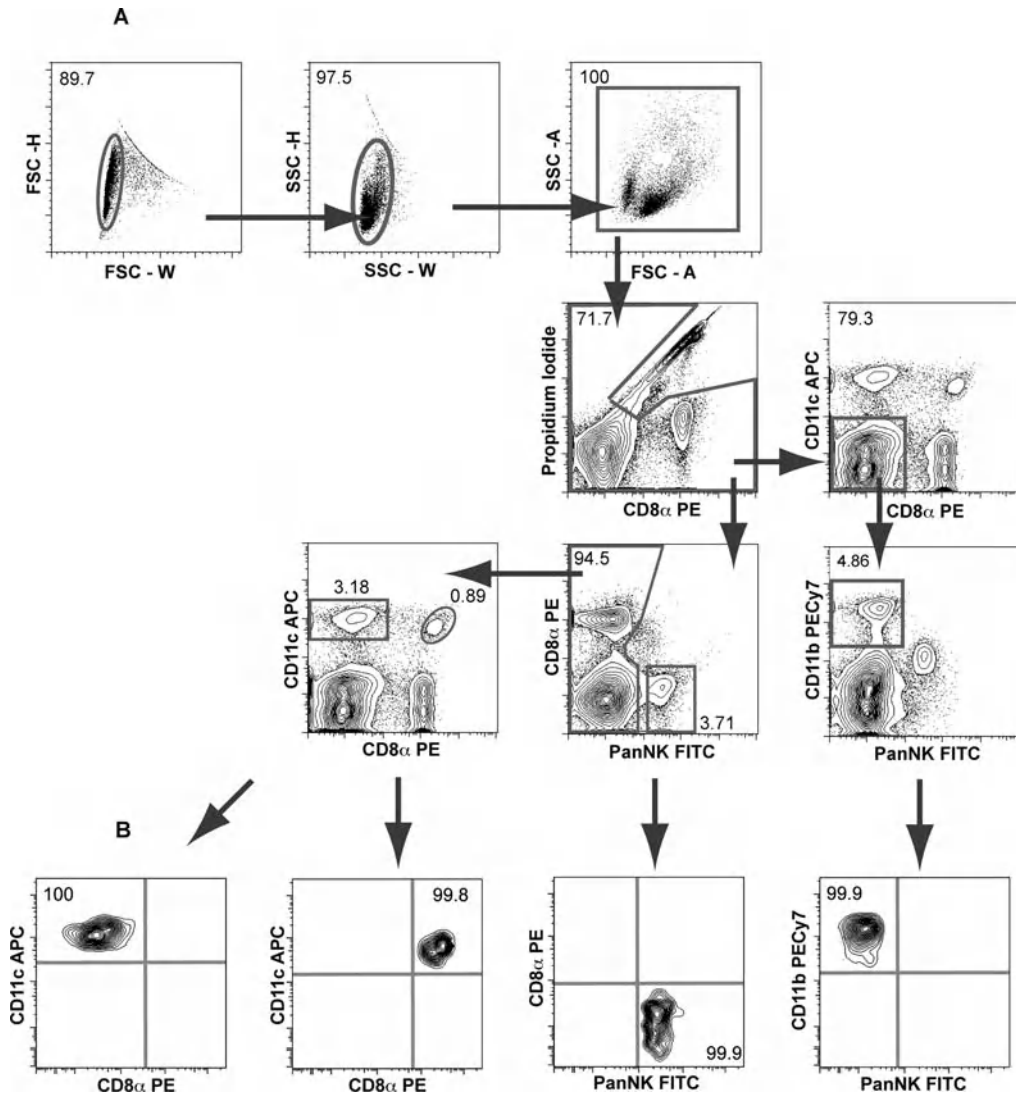 A
89.7
FSC -H
FSC - W
97.5
SSC -H
SSC - W
100
SSC -A
FSC - A
71.7
Propidium Iodide
CD8α PE
79.3
CD11c APC
CD8α PE
3.18
0.89
CD11c APC
CD8α PE
94.5
3.71
CD8α PE
PanNK FITC
4.86
CD11b PECy7
PanNK FITC
B
100
CD11c APC
CD8α PE
99.8
CD11c APC
CD8α PE
99.9
CD8α PE
PanNK FITC
99.9
CD11b PECy7
PanNK FITC